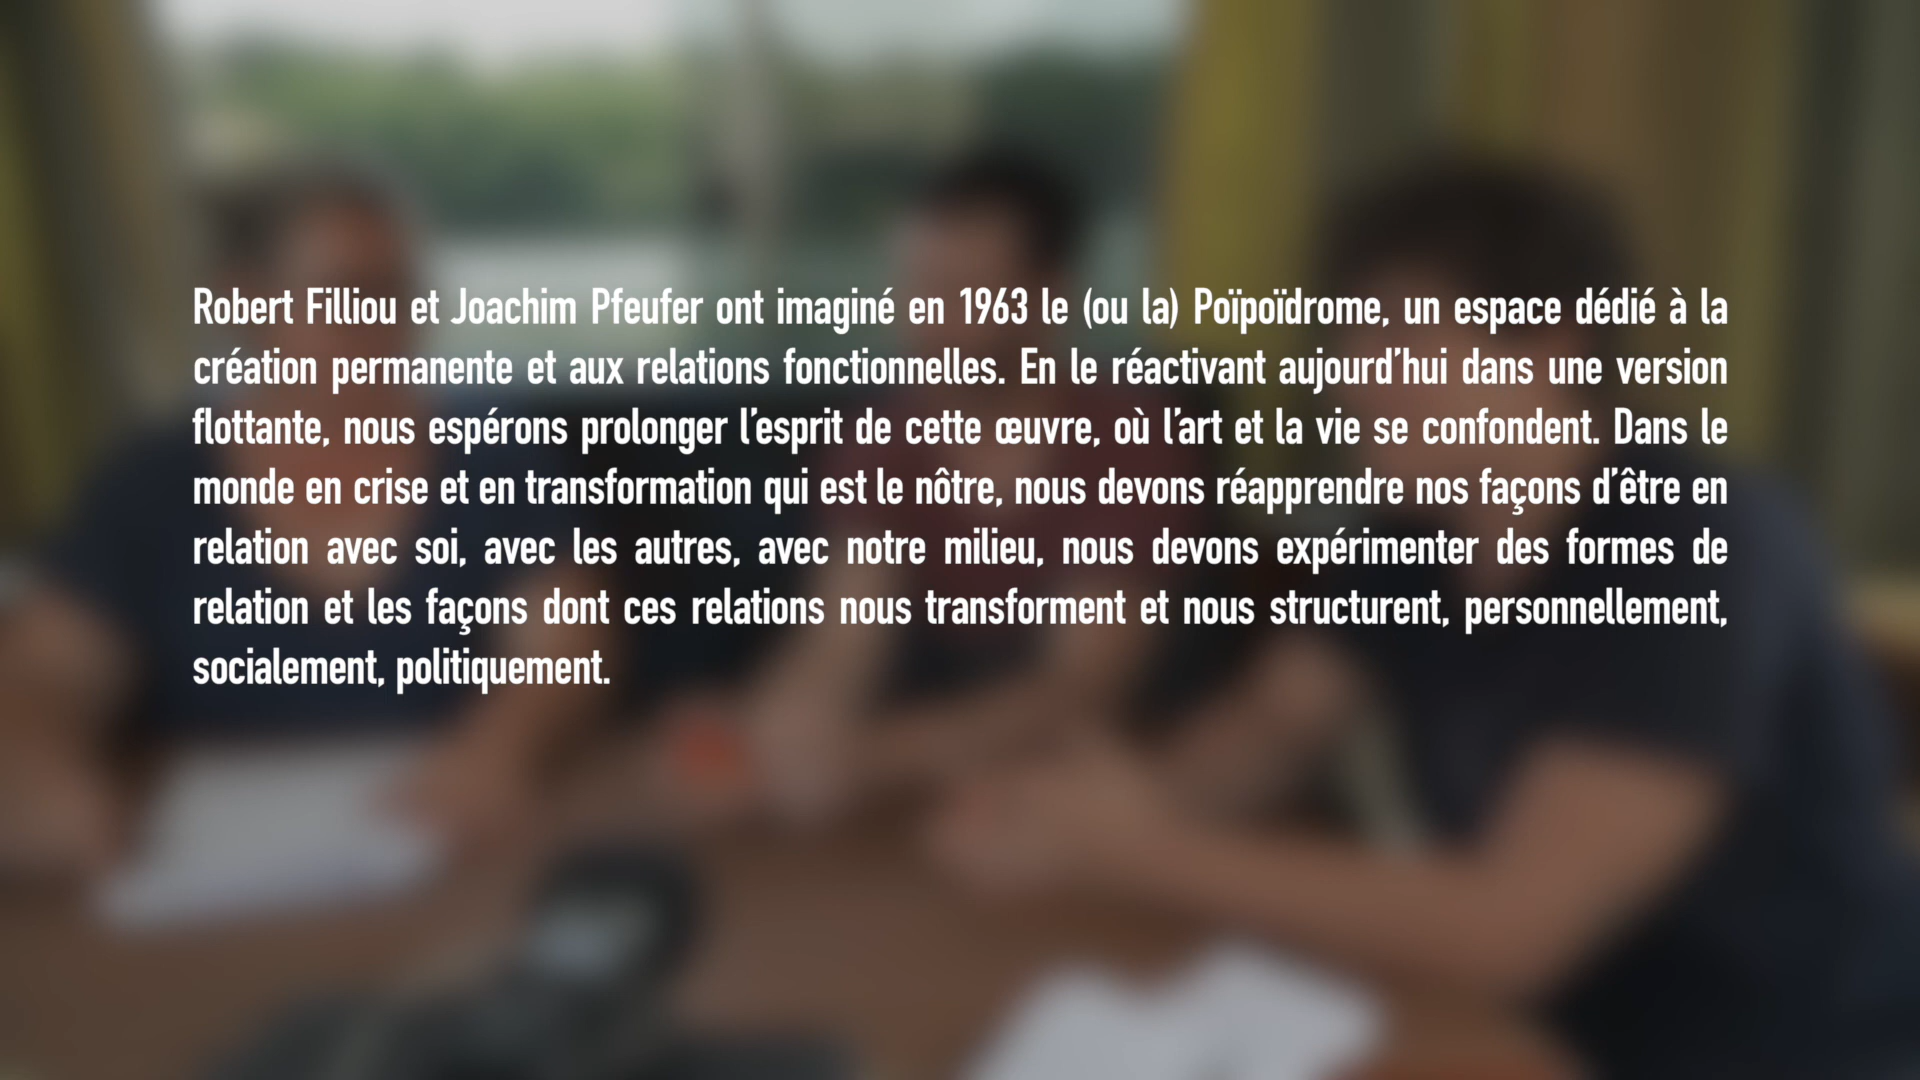 Robert Filliou et Joachim Pfeufer ont imaginé en 1963 le (ou la) Poïpoïdrome, un espace dédié à la
création permanente et aux relations fonctionnelles. En le réactivant aujourd’hui dans une version
flottante, nous espérons prolonger l’esprit de cette œuvre, où l’art et la vie se confondent. Dans le
monde en crise et en transformation qui est le nôtre, nous devons réapprendre nos façons d’être en
relation avec soi, avec les autres, avec notre milieu, nous devons expérimenter des formes de
relation et les façons dont ces relations nous transforment et nous structurent, personnellement,
socialement, politiquement.